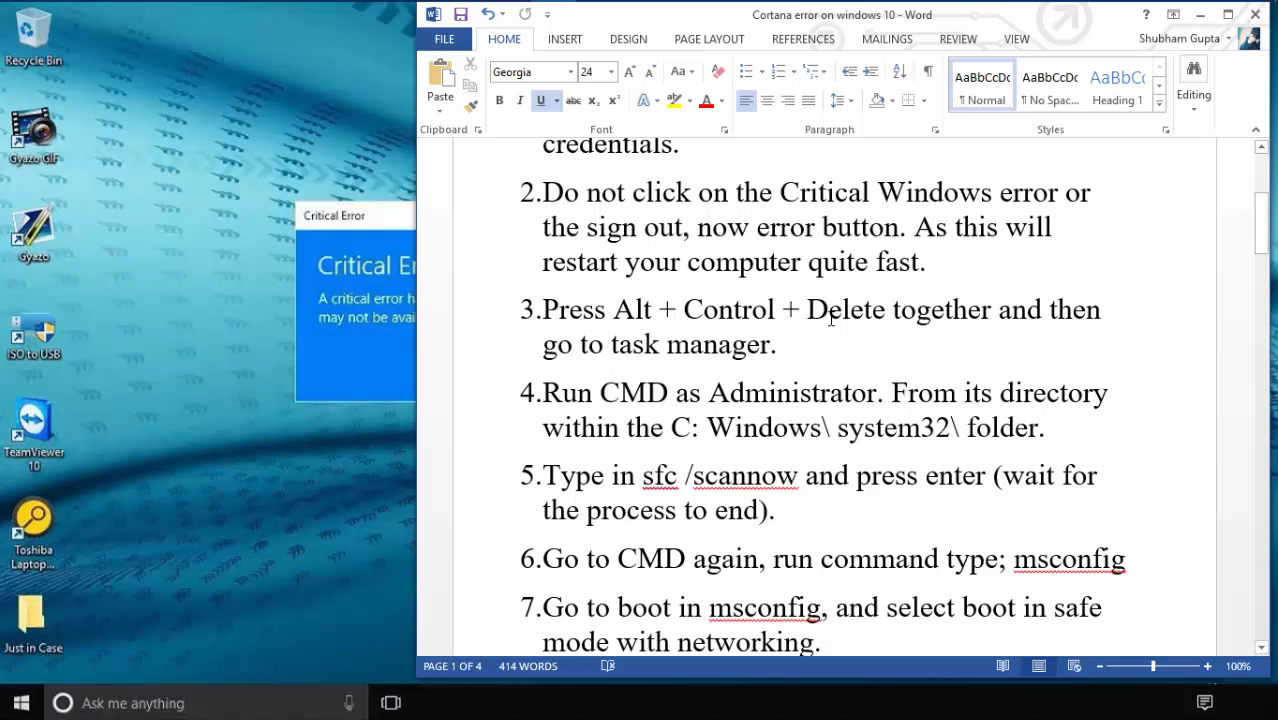 Recycle Bin
Gyazo GIF
Gyazo
ISO to USB
TeamViewer
10
Toshiba
Laptop...
Just in Case
Critical Error
Critical Er
A critical error h
may not be avai
Cortana error on windows 10 - Word
FILE HOME INSERT DESIGN PAGE LAYOUT REFERENCES MAILINGS REVIEW VIEW Shubham Gupta
Georgia 24
Paste
Clipboard
Font
Paragraph
AaBbCcDc AaBbCcDc AaBbCc
¶ Normal ¶ No Spac... Heading 1
Styles
Editing
credentials.
2.Do not click on the Critical Windows error or
the sign out, now error button. As this will
restart your computer quite fast.
3.Press Alt + Control + Delete together and then
go to task manager.
4.Run CMD as Administrator. From its directory
within the C: Windows\ system32\ folder.
5.Type in sfc /scannow and press enter (wait for
the process to end).
6.Go to CMD again, run command type; msconfig
7.Go to boot in msconfig, and select boot in safe
mode with networking.
PAGE 1 OF 4 414 WORDS 100%
Ask me anything